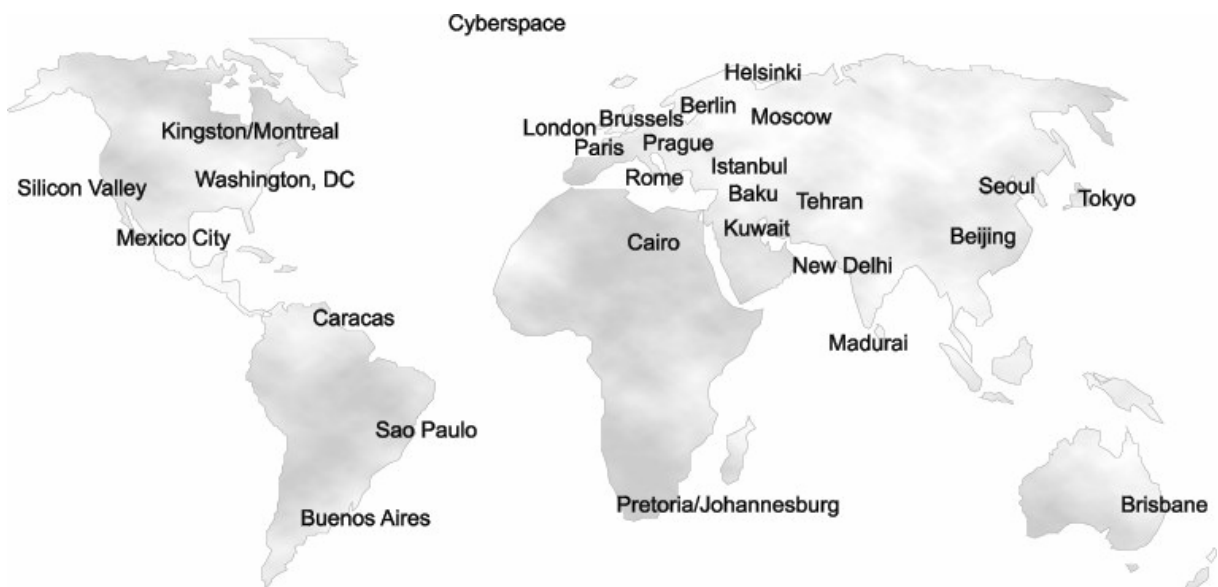 Cyberspace
Helsinki
Berlin
Moscow
Brussels
London
Kingston/Montreal
Paris
Prague
Istanbul
Washington, DC
Rome
Silicon Valley
Baku
Tehran
Seoul
Tokyo
Kuwait
Mexico City
Cairo
Beijing
New Delhi
Caracas
Madurai
Sao Paulo
Pretoria/Johannesburg
Brisbane
Buenos Aires